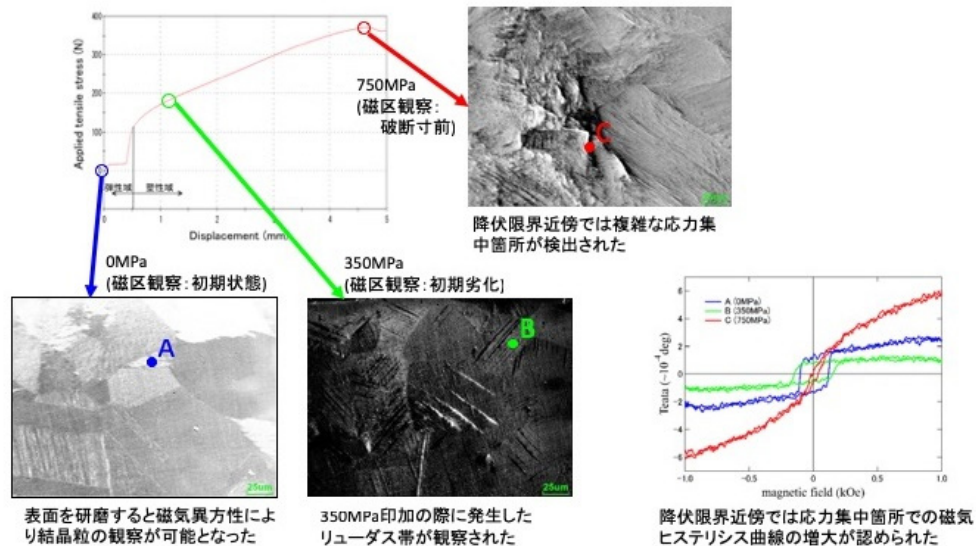 400
300
200
100
0
Applied tensile stress (N)
弾性域 塑性域
0 1 2 3 4 5
Displacement (mm)
750MPa
(磁区観察：
破断寸前)
C
降伏限界近傍では複雑な応力集
中箇所が検出された
0MPa
(磁区観察：初期状態)
350MPa
(磁区観察：初期劣化]
A
25um
B
25um
表面を研磨すると磁気異方性によ
り結晶粒の観察が可能となった
350MPa印加の際に発生した
リューダス帯が観察された
A (0MPa)
B (350MPa)
C (750MPa)
6
4
2
0
-2
-4
-6
Teata (~10⁻⁴deg)
-1.0 -0.5 0.0 0.5 1.0
magnetic field (kOe)
降伏限界近傍では応力集中箇所での磁気
ヒステリシス曲線の増大が認められた